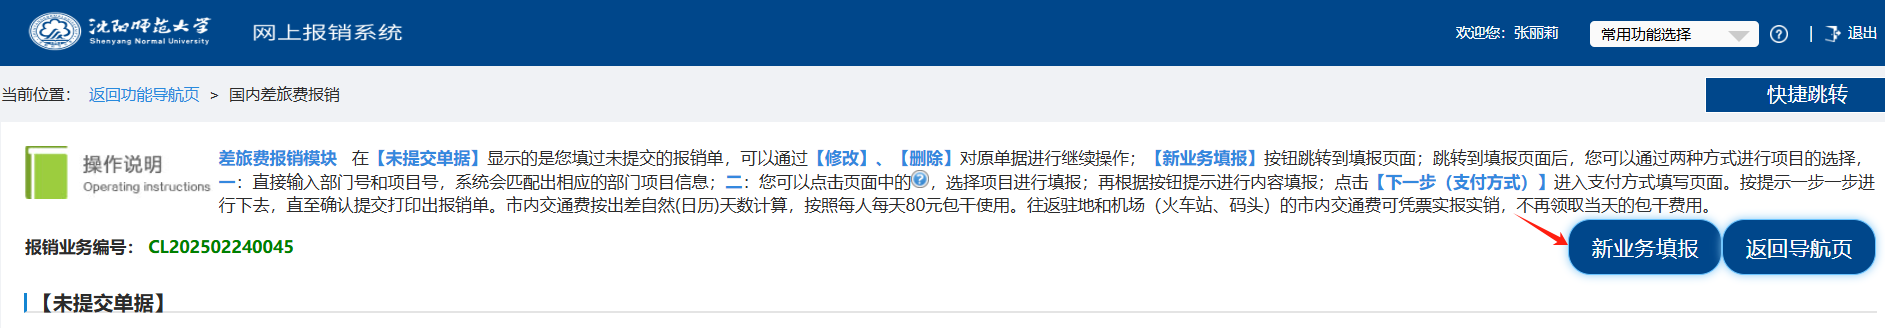 沈阳师范大学
Shenyang Normal University
网上报销系统
欢迎您：张丽莉
常用功能选择
退出
当前位置： 返回功能导航页 > 国内差旅费报销
快捷跳转
操作说明
Operating instructions
差旅费报销模块 在【未提交单据】显示的是您填过未提交的报销单，可以通过【修改】、【删除】对原单据进行继续操作；【新业务填报】按钮跳转到填报页面；跳转到填报页面后，您可以通过两种方式进行项目的选择，
一：直接输入部门号和项目号，系统会匹配出相应的部门项目信息；二：您可以点击页面中的?，选择项目进行填报；再根据按钮提示进行内容填报；点击【下一步（支付方式）】进入支付方式填写页面。按提示一步一步进
行下去，直至确认提交打印出报销单。市内交通费按出差自然(日历)天数计算，按照每人每天80元包干使用。往返驻地和机场（火车站、码头）的市内交通费可凭票实报实销，不再领取当天的包干费用。
报销业务编号： CL202502240045
新业务填报
返回导航页
【未提交单据】